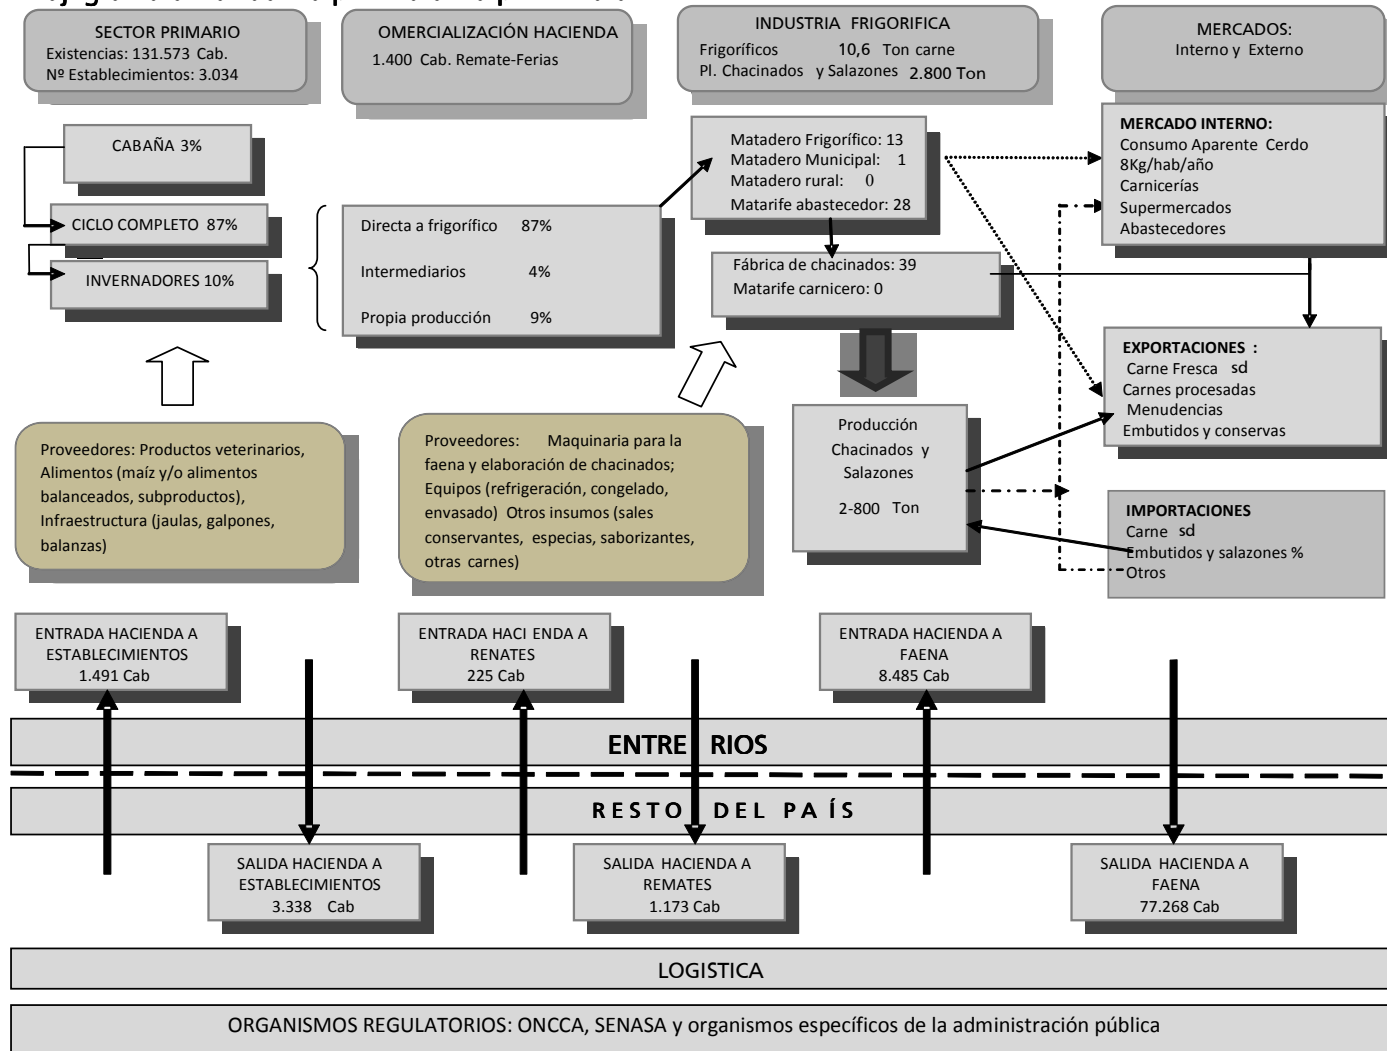 SECTOR PRIMARIO
Existencias: 131.573 Cab.
Nº Establecimientos: 3.034
OMERCIALIZACIÓN HACIENDA
1.400 Cab. Remate-Ferias
INDUSTRIA FRIGORIFICA
Frigoríficos 10,6 Ton carne
Pl. Chacinados y Salazones 2.800 Ton
MERCADOS:
Interno y Externo
CABAÑA 3%
CICLO COMPLETO 87%
INVERNADORES 10%
Directa a frigorífico 87%
Intermediarios 4%
Propia producción 9%
Matadero Frigorífico: 13
Matadero Municipal: 1
Matadero rural: 0
Matarife abastecedor: 28
Fábrica de chacinados: 39
Matarife carnicero: 0
MERCADO INTERNO:
Consumo Aparente Cerdo
8Kg/hab/año
Carnicerías
Supermercados
Abastecedores
EXPORTACIONES :
Carne Fresca sd
Carnes procesadas
Menudencias
Embutidos y conservas
Proveedores: Productos veterinarios,
Alimentos (maíz y/o alimentos
balanceados, subproductos),
Infraestructura (jaulas, galpones,
balanzas)
Proveedores: Maquinaria para la
faena y elaboración de chacinados;
Equipos (refrigeración, congelado,
envasado) Otros insumos (sales
conservantes, especias, saborizantes,
otras carnes)
Producción
Chacinados y
Salazones
2-800 Ton
IMPORTACIONES
Carne sd
Embutidos y salazones %
Otros
ENTRADA HACIENDA A
ESTABLECIMIENTOS
1.491 Cab
ENTRADA HACI ENDA A
RENATES
225 Cab
ENTRADA HACIENDA A
FAENA
8.485 Cab
ENTRE RIOS
RESTO DEL PAÍS
SALIDA HACIENDA A
ESTABLECIMIENTOS
3.338 Cab
SALIDA HACIENDA A
REMATES
1.173 Cab
SALIDA HACIENDA A
FAENA
77.268 Cab
LOGISTICA
ORGANISMOS REGULATORIOS: ONCCA, SENASA y organismos específicos de la administración pública